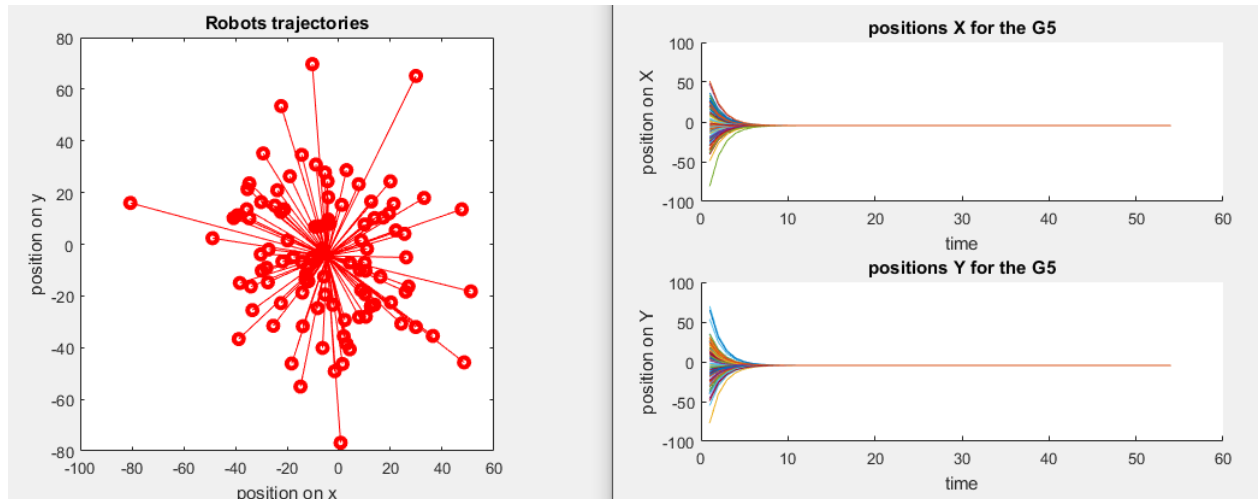 Robots trajectories
80
60
40
20
0
-20
-40
-60
-80
position on y
-100 -80 -60 -40 -20 0 20 40 60
position on x
positions X for the G5
100
50
0
-50
-100
position on X
0 10 20 30 40 50 60
time
positions Y for the G5
100
50
0
-50
-100
position on Y
0 10 20 30 40 50 60
time